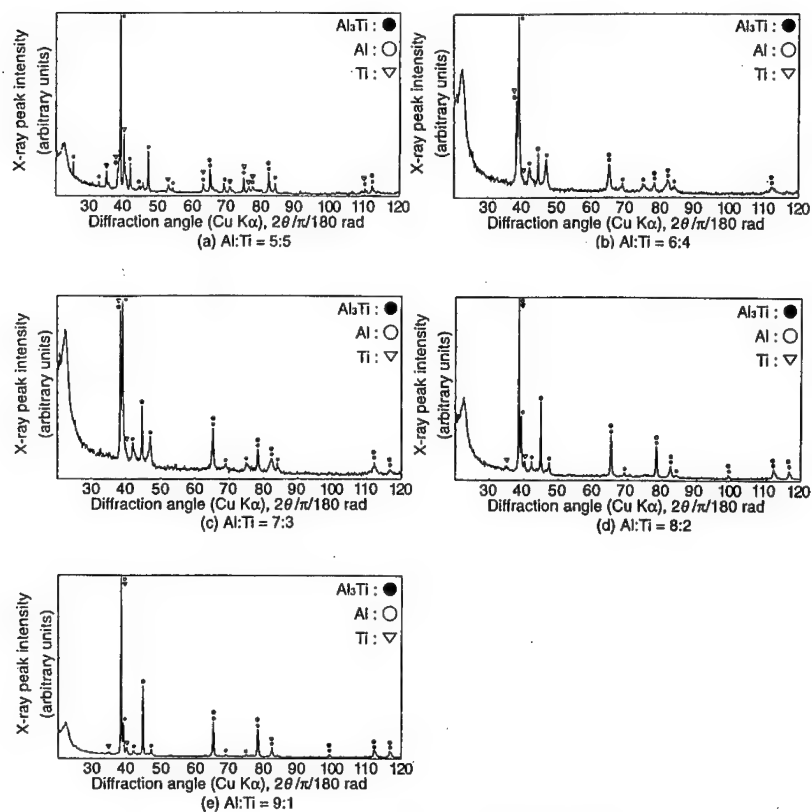 X-ray peak intensity
(arbitrary units)
Al₃Ti : ●
Al : ○
Ti : ▽
30 40 50 60 70 80 90 100 110 120
Diffraction angle (Cu Kα), 2θ/π/180 rad
(a) Al:Ti = 5:5
X-ray peak intensity
(arbitrary units)
Al₃Ti : ●
Al : ○
Ti : ▽
30 40 50 60 70 80 90 100 110 120
Diffraction angle (Cu Kα), 2θ/π/180 rad
(b) Al:Ti = 6:4
X-ray peak intensity
(arbitrary units)
Al₃Ti : ●
Al : ○
Ti : ▽
30 40 50 60 70 80 90 100 110 120
Diffraction angle (Cu Kα), 2θ/π/180 rad
(c) Al:Ti = 7:3
X-ray peak intensity
(arbitrary units)
Al₃Ti : ●
Al : ○
Ti : ▽
30 40 50 60 70 80 90 100 110 120
Diffraction angle (Cu Kα), 2θ/π/180 rad
(d) Al:Ti = 8:2
X-ray peak intensity
(arbitrary units)
Al₃Ti : ●
Al : ○
Ti : ▽
30 40 50 60 70 80 90 100 110 120
Diffraction angle (Cu Kα), 2θ/π/180 rad
(e) Al:Ti = 9:1